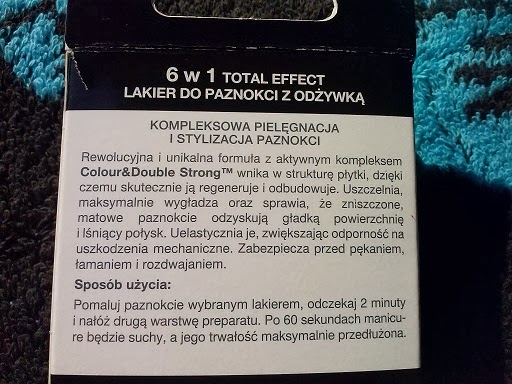 6 w 1 TOTAL EFFECT
LAKIER DO PAZNOKCI Z ODŻYWKĄ
KOMPLEKSOWA PIELĘGNACJA
I STYLIZACJA PAZNOKCI
Rewolucyjna i unikalna formuła z aktywnym kompleksem
Colour&Double Strong™ wnika w strukturę płytki, dzięki
czemu skutecznie ją regeneruje i odbudowuje. Uszczelnia,
maksymalnie wygładza oraz sprawia, że zniszczone,
matowe paznokcie odzyskują gładką powierzchnię
i lśniący połysk. Uelastycznia je, zwiększając odporność na
uszkodzenia mechaniczne. Zabezpiecza przed pękaniem,
łamaniem i rozdwajaniem.
Sposób użycia:
Pomaluj paznokcie wybranym lakierem, odczekaj 2 minuty
i nałóż drugą warstwę preparatu. Po 60 sekundach manicu-
re będzie suchy, a jego trwałość maksymalnie przedłużona.